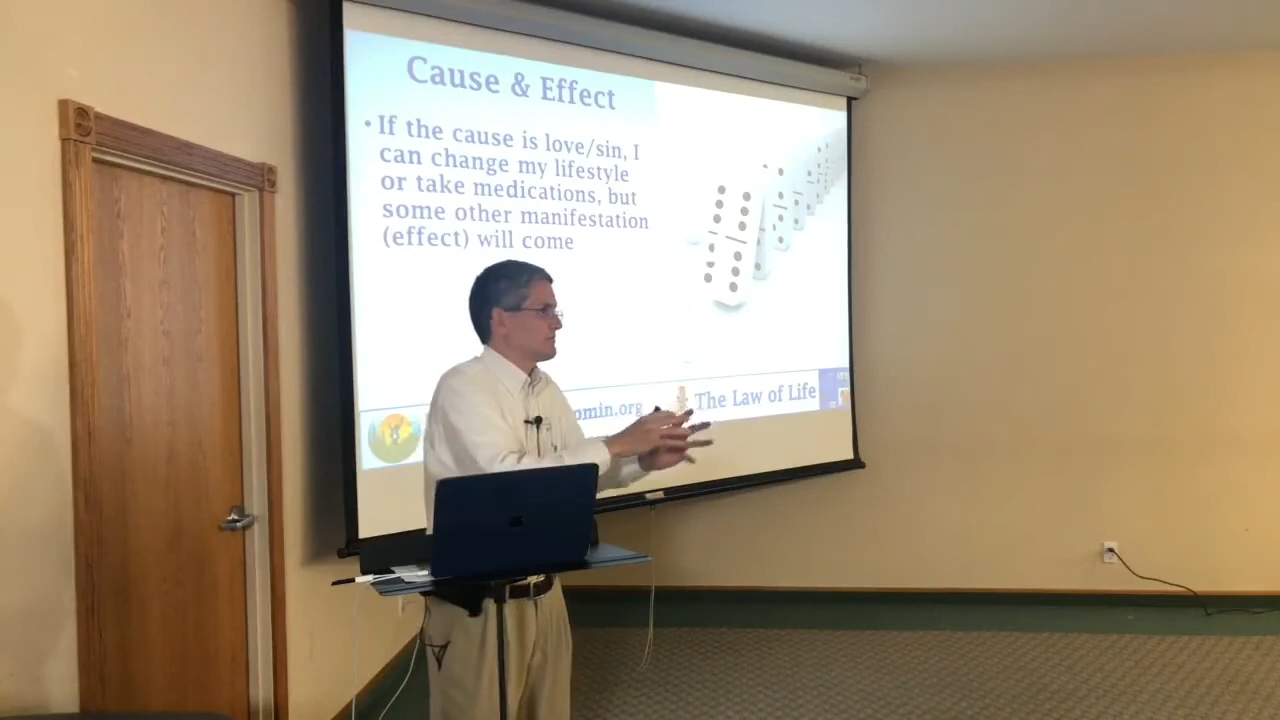 Cause & Effect
• If the cause is love/sin, I
can change my lifestyle
or take medications, but
some other manifestation
(effect) will come
pmin.org
The Law of Life